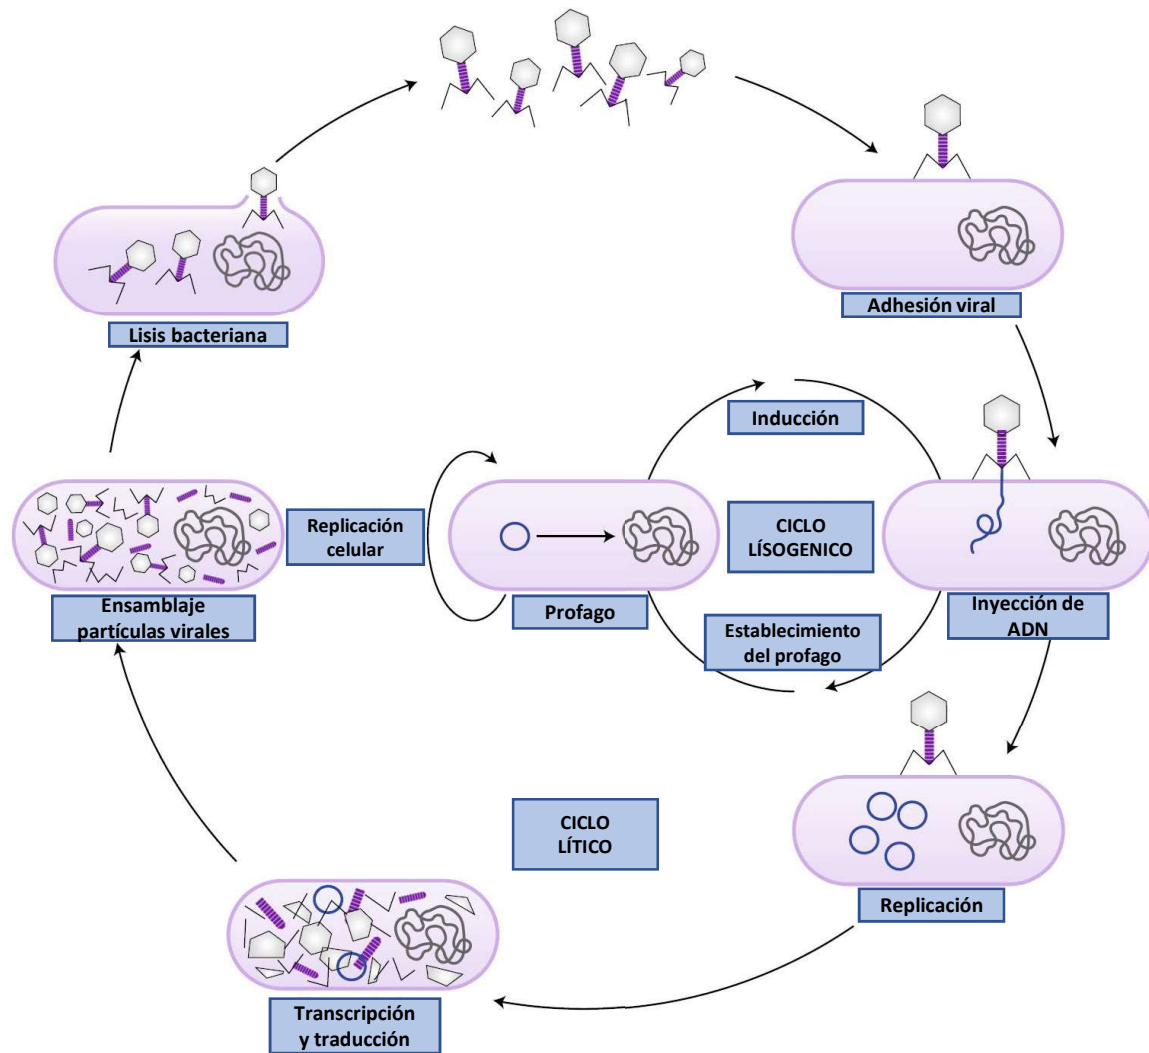 Lisis bacteriana
Adhesión viral
Inducción
Replicación
celular
CICLO
LÍSOGENICO
Ensamblaje
partículas virales
Profago
Inyección de
ADN
Establecimiento
del profago
CICLO
LÍTICO
Replicación
Transcripción
y traducción